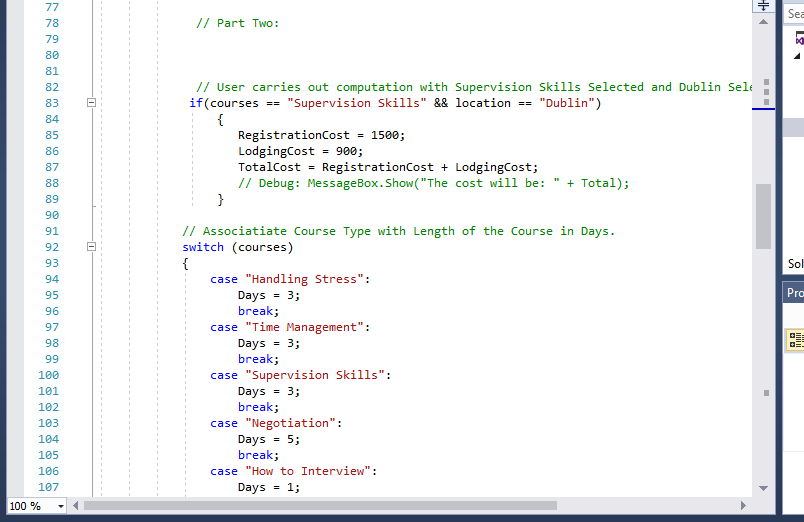 77
78 // Part Two:
79
80
81
82 // User carries out computation with Supervision Skills Selected and Dublin Sele
83 if(courses == "Supervision Skills" && location == "Dublin")
84 {
85 RegistrationCost = 1500;
86 LodgingCost = 900;
87 TotalCost = RegistrationCost + LodgingCost;
88 // Debug: MessageBox.Show("The cost will be: " + Total);
89 }
90
91 // Associatiate Course Type with Length of the Course in Days.
92 switch (courses)
93 {
94 case "Handling Stress":
95 Days = 3;
96 break;
97 case "Time Management":
98 Days = 3;
99 break;
100 case "Supervision Skills":
101 Days = 3;
102 break;
103 case "Negotiation":
104 Days = 5;
105 break;
106 case "How to Interview":
107 Days = 1;
100 %
Sea
Sol
Pro